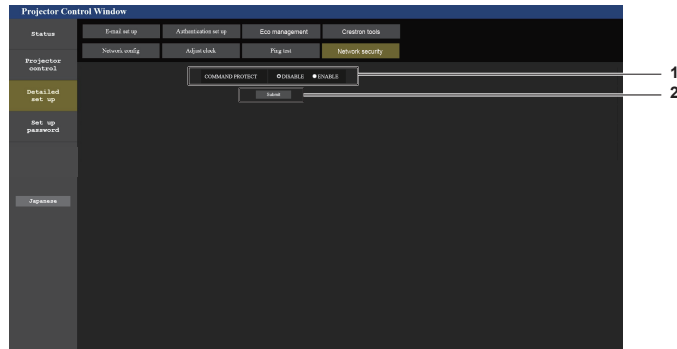 Projector Control Window
Status
E-mail set up
Authentication set up
Eco management
Crestron tools
Network config
Adjust clock
Ping test
Network security
Projector
control
Detailed
set up
Set up
password
Japanese
COMMAND PROTECT DISABLE ENABLE
1
Submit
2